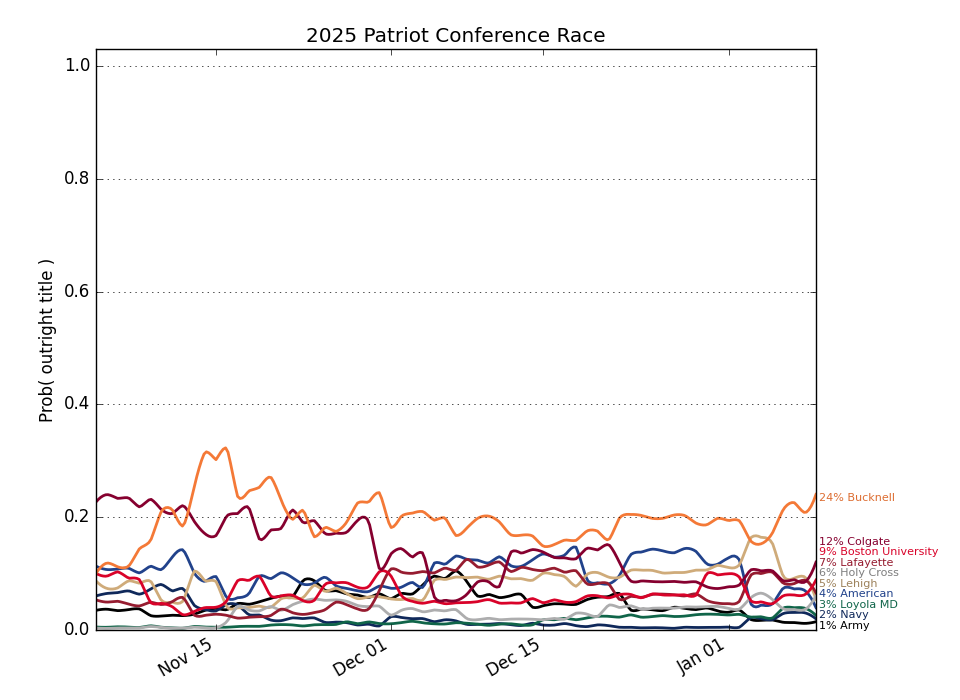 2025 Patriot Conference Race
Prob( outright title )
1.0
0.8
0.6
0.4
0.2
0.0
Nov 15
Dec 01
Dec 15
Jan 01
24% Bucknell
12% Colgate
9% Boston University
7% Lafayette
6% Holy Cross
5% Lehigh
4% American
3% Loyola MD
2% Navy
1% Army